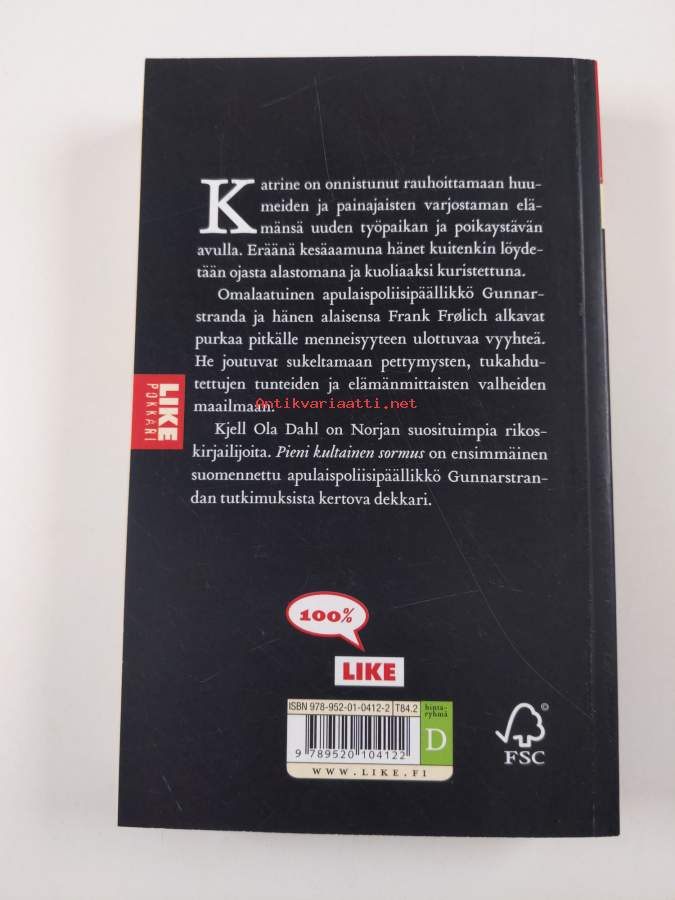 Katrine on onnistunut rauhoittamaan huu-
meiden ja painajaisten varjostaman elä-
mänsä uuden työpaikan ja poikaystävän
avulla. Eräänä kesäaamuna hänet kuitenkin löyde-
tään ojasta alastomana ja kuoliaaksi kuristettuna.
Omalaatuinen apulaispoliisipäällikkö Gunnar-
stranda ja hänen alaisensa Frank Frølich alkavat
purkaa pitkälle menneisyyteen ulottuvaa vyyhteä.
He joutuvat sukeltamaan pettymysten, tukahdu-
tettujen tunteiden ja elämänmittaisten valheiden
maailmaan.
Antikvariaatti.net
Kjell Ola Dahl on Norjan suosituimpia rikos-
kirjailijoita. Pieni kultainen sormus on ensimmäinen
suomennettu apulaispoliisipäällikkö Gunnarstran-
dan tutkimuksista kertova dekkari.
LIKE
POKKARI
100%
LIKE
ISBN 978-952-01-0412-2 T84.2
hinta-
ryhmä
D
9 789520 104122
WWW.LIKE.FI
©
FSC